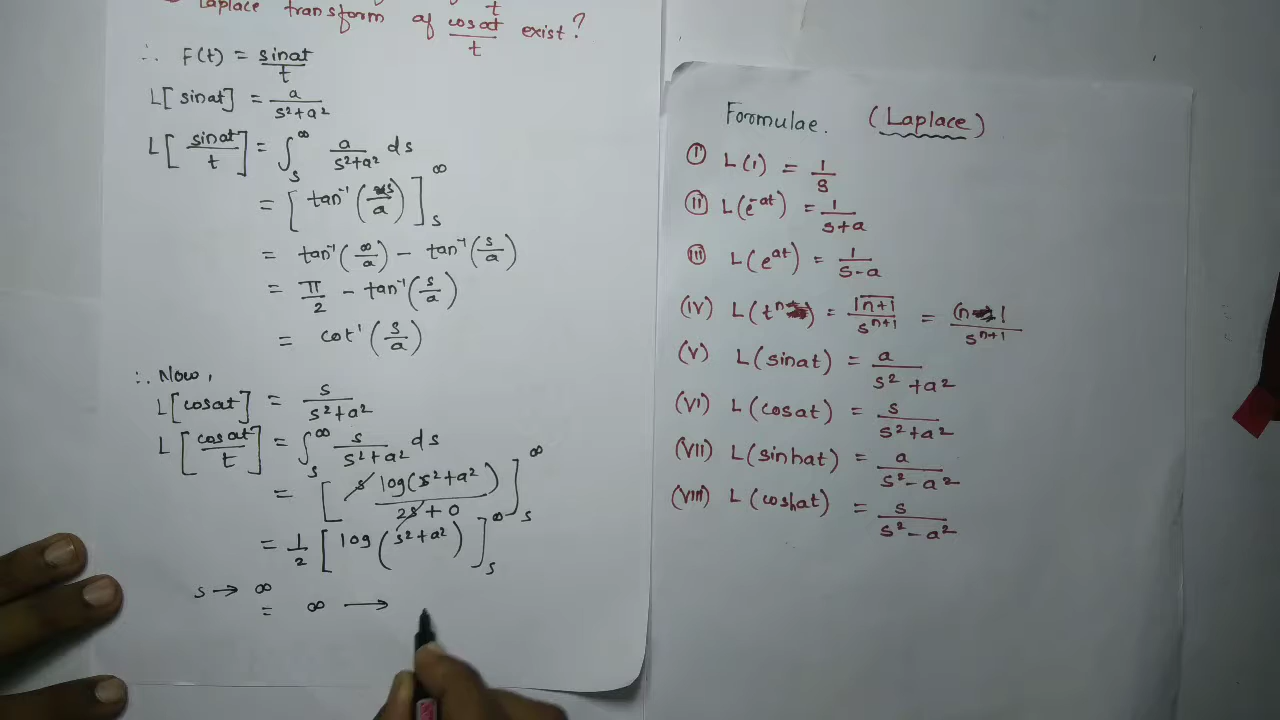 Laplace transform of cosat/t exist?
∴ F(t) = sinat/t
L[sinat] = a/s²+a²
L[sinat/t] = ∫ₛ^∞ a/s²+a² ds
= [tan⁻¹(s/a)]ₛ^∞
= tan⁻¹(∞/a) − tan⁻¹(s/a)
= π/2 − tan⁻¹(s/a)
= cot⁻¹(s/a)
∴ Now,
L[cosat] = s/s²+a²
L[cosat/t] = ∫ₛ^∞ s/s²+a² ds
= [s log(s²+a²)/2s+0]ₛ^∞
= 1/2 [log(s²+a²)]ₛ^∞
s → ∞
= ∞ →
Formulae. (Laplace)
(i) L(1) = 1/s
(ii) L(e⁻ᵃᵗ) = 1/s+a
(iii) L(eᵃᵗ) = 1/s-a
(iv) L(tⁿ) = Γn+1/sⁿ⁺¹ = (n)!/sⁿ⁺¹
(v) L(sinat) = a/s²+a²
(vi) L(cosat) = s/s²+a²
(vii) L(sinhat) = a/s²-a²
(viii) L(coshat) = s/s²-a²